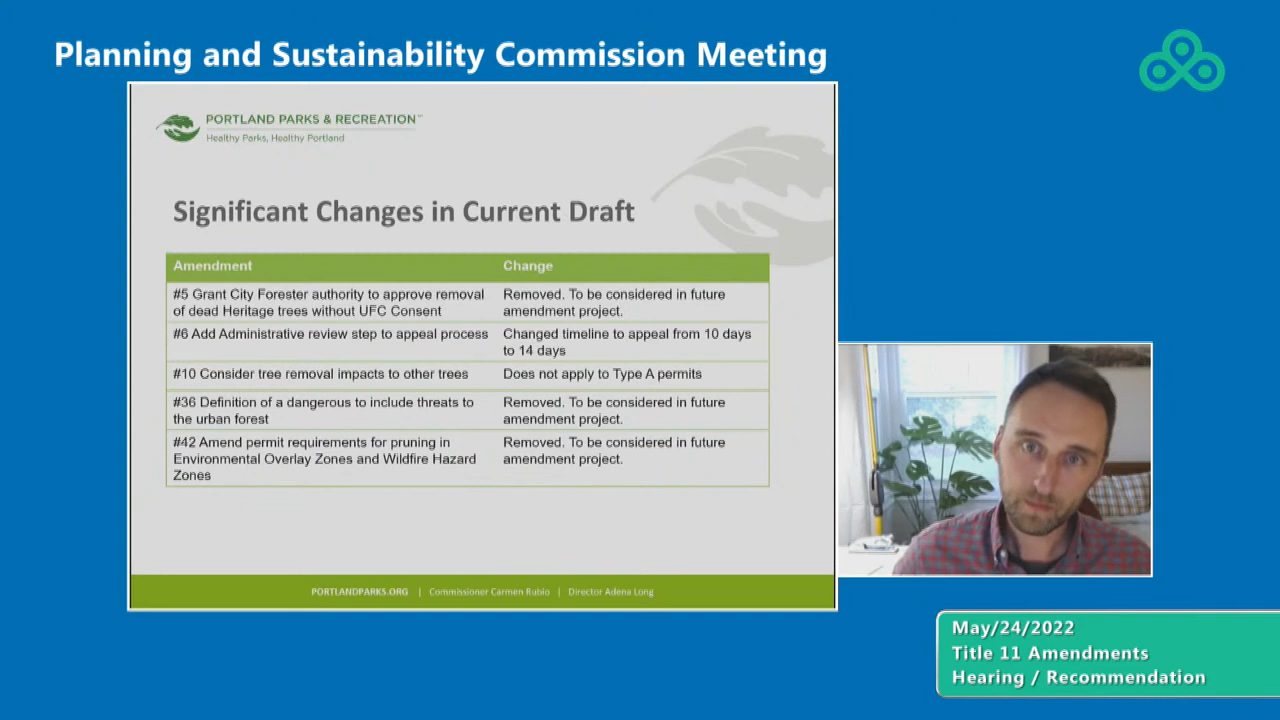 Planning and Sustainability Commission Meeting
PORTLAND PARKS & RECREATION™
Healthy Parks, Healthy Portland
Significant Changes in Current Draft
Amendment
Change
#5 Grant City Forester authority to approve removal
of dead Heritage trees without UFC Consent
Removed. To be considered in future
amendment project.
#6 Add Administrative review step to appeal process
Changed timeline to appeal from 10 days
to 14 days
#10 Consider tree removal impacts to other trees
Does not apply to Type A permits
#36 Definition of a dangerous to include threats to
the urban forest
Removed. To be considered in future
amendment project.
#42 Amend permit requirements for pruning in
Environmental Overlay Zones and Wildfire Hazard
Zones
Removed. To be considered in future
amendment project.
PORTLANDPARKS.ORG | Commissioner Carmen Rubio | Director Adena Long
May/24/2022
Title 11 Amendments
Hearing / Recommendation